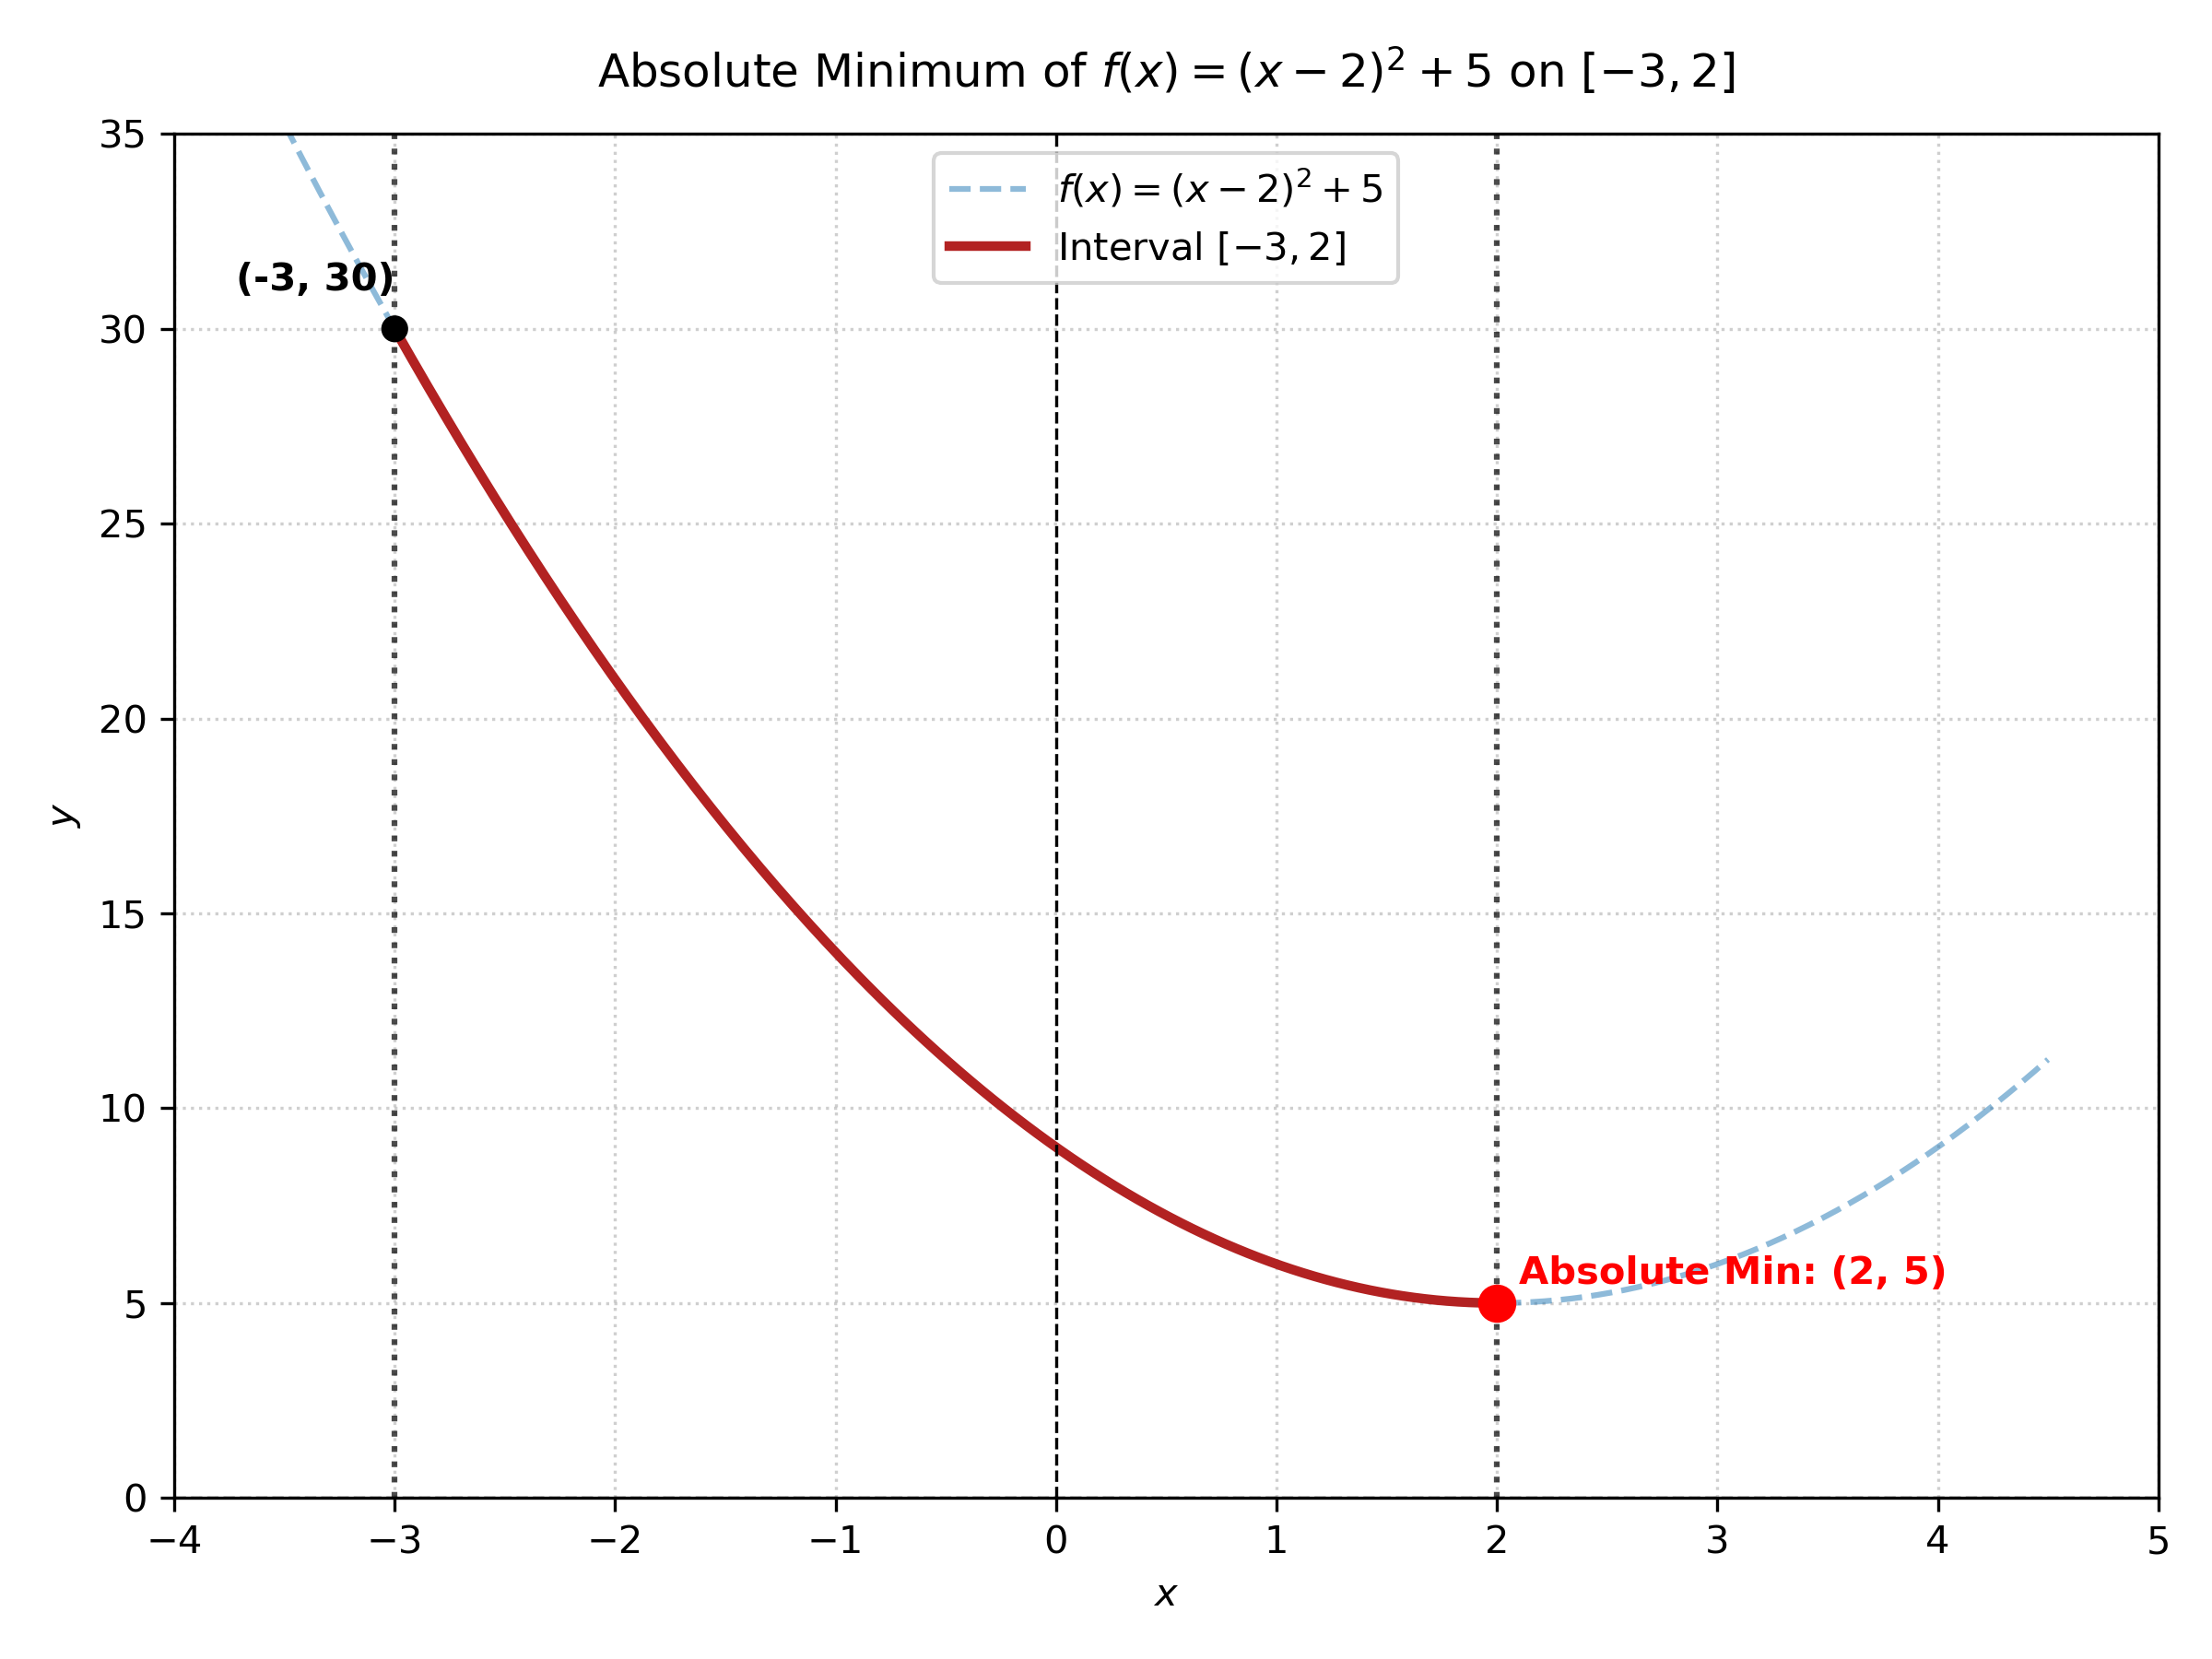 Absolute Minimum of f(x) = (x − 2)² + 5 on [−3, 2]
35
f(x) = (x − 2)² + 5
Interval [−3, 2]
(-3, 30)
30
25
20
y
15
10
Absolute Min: (2, 5)
5
0
−4 −3 −2 −1 0 1 2 3 4 5
x